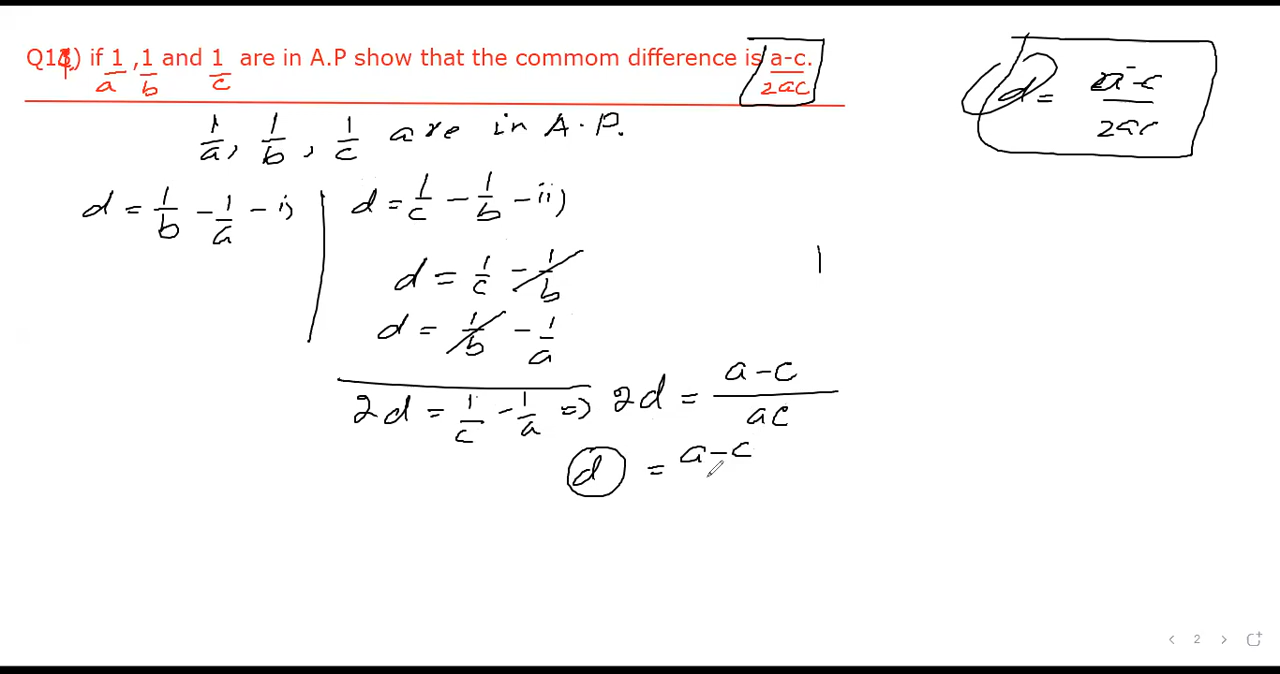 Q14) if 1/a , 1/b and 1/c are in A.P show that the commom difference is a-c./2ac
d = a-c/2ac
1/a, 1/b, 1/c are in A.P.
d = 1/b - 1/a - i)
d = 1/c - 1/b - ii)
d = 1/c - 1/b
d = 1/b - 1/a
2d = 1/c - 1/a => 2d = a-c/ac
d = a-c
2